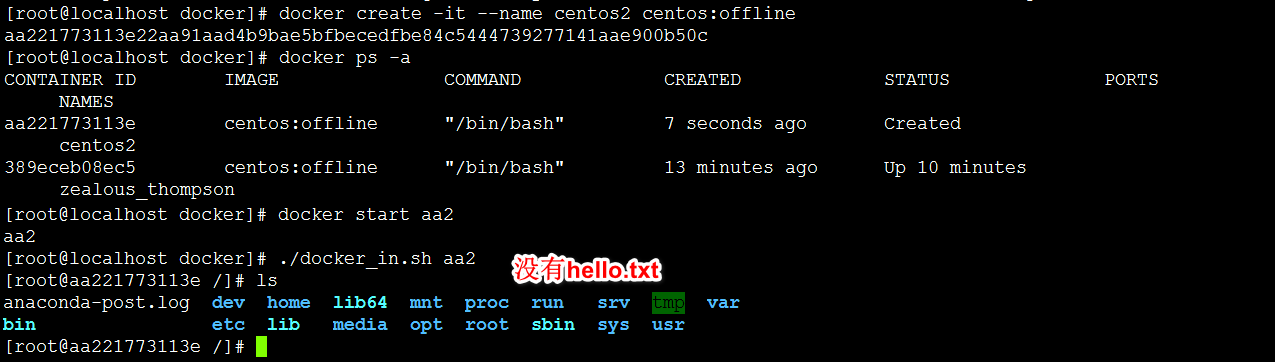 [root@localhost docker]# docker create -it --name centos2 centos:offline
aa221773113e22aa91aad4b9bae5bfbecedfbe84c5444739277141aae900b50c
[root@localhost docker]# docker ps -a
CONTAINER ID        IMAGE               COMMAND             CREATED             STATUS              PORTS
     NAMES
aa221773113e        centos:offline      "/bin/bash"         7 seconds ago       Created
     centos2
389eceb08ec5        centos:offline      "/bin/bash"         13 minutes ago      Up 10 minutes
     zealous_thompson
[root@localhost docker]# docker start aa2
aa2
[root@localhost docker]# ./docker_in.sh aa2
没有hello.txt
[root@aa221773113e /]# ls
anaconda-post.log  dev  home  lib64  mnt  proc  run  srv  tmp  var
bin                etc  lib   media  opt  root  sbin  sys  usr
[root@aa221773113e /]#